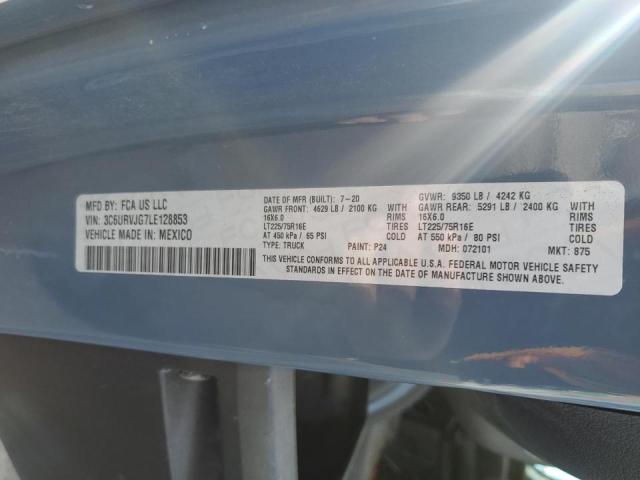 MFD BY: FCA US LLC
VIN: 3C6URVJG7LE128853
VEHICLE MADE IN: MEXICO
DATE OF MFR (BUILT): 7-20 GVWR: 9350 LB / 4242 KG
GAWR FRONT: 4629 LB / 2100 KG GAWR REAR: 5291 LB / 2400 KG
16X6.0 RIMS 16X6.0 RIMS
LT225/75R16E TIRES LT225/75R16E TIRES
AT 450 kPa / 65 PSI COLD AT 550 kPa / 80 PSI COLD
TYPE: TRUCK PAINT: P24 MDH: 072101 MKT: 875
THIS VEHICLE CONFORMS TO ALL APPLICABLE U.S.A. FEDERAL MOTOR VEHICLE SAFETY
STANDARDS IN EFFECT ON THE DATE OF MANUFACTURE SHOWN ABOVE.